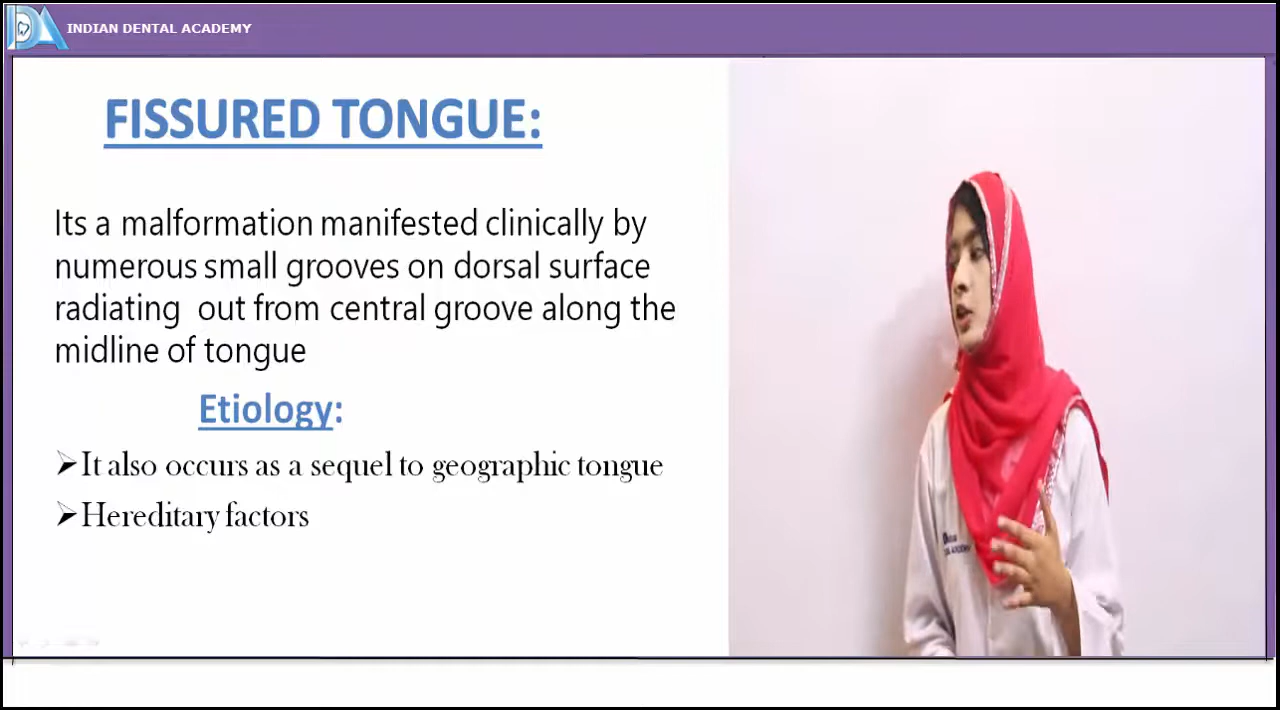 INDIAN DENTAL ACADEMY
FISSURED TONGUE:
Its a malformation manifested clinically by
numerous small grooves on dorsal surface
radiating out from central groove along the
midline of tongue
Etiology:
➢It also occurs as a sequel to geographic tongue
➢Hereditary factors